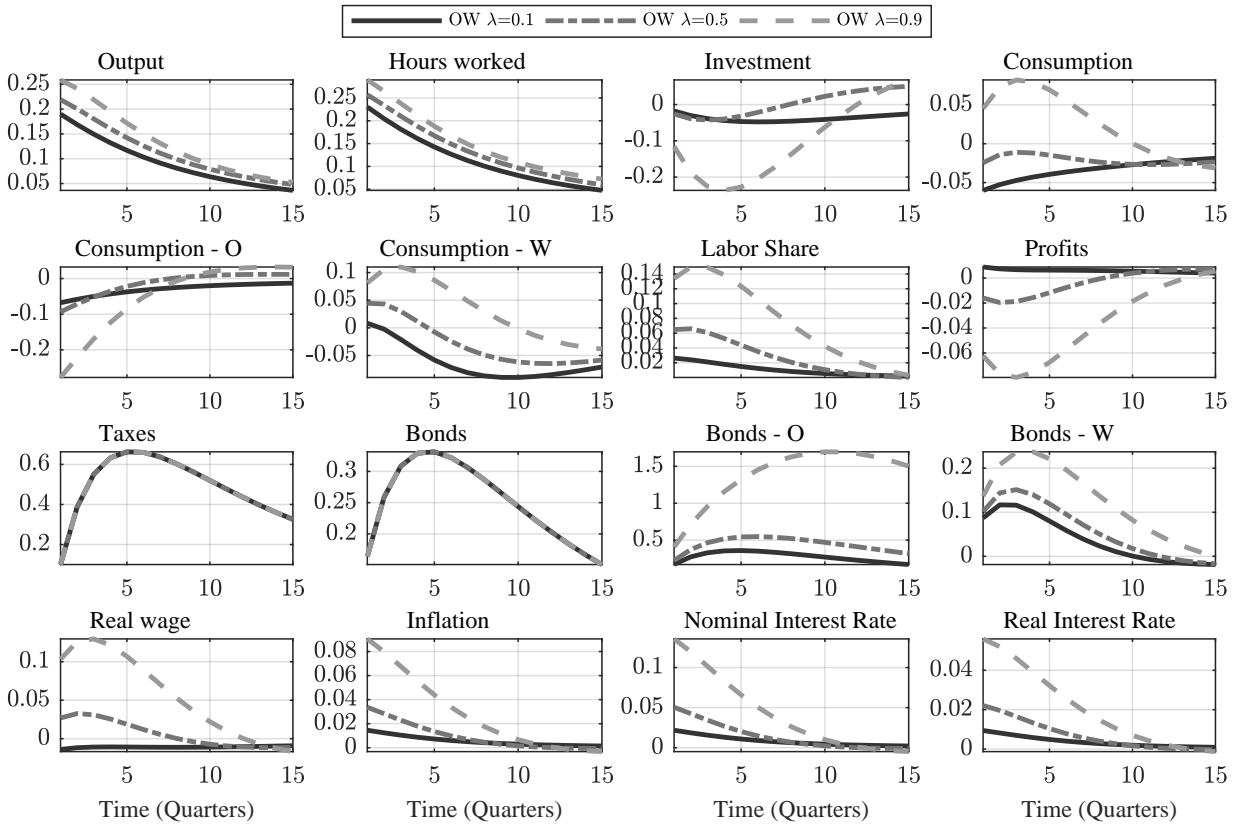 OW λ=0.1 OW λ=0.5 OW λ=0.9
Output Hours worked Investment Consumption
0.25 0.2 0.15 0.1 0.05
5 10 15
0.25 0.2 0.15 0.1 0.05
5 10 15
0 -0.1 -0.2
5 10 15
0.05 0 -0.05
5 10 15
Consumption - O Consumption - W Labor Share Profits
0 -0.1 -0.2
5 10 15
0.1 0.05 0 -0.05
5 10 15
0.14 0.12 0.1 0.08 0.06 0.04 0.02
5 10 15
0 -0.02 -0.04 -0.06
5 10 15
Taxes Bonds Bonds - O Bonds - W
0.6 0.4 0.2
5 10 15
0.3 0.25 0.2
5 10 15
1.5 1 0.5
5 10 15
0.2 0.1 0
5 10 15
Real wage Inflation Nominal Interest Rate Real Interest Rate
0.1 0.05 0
5 10 15
0.08 0.06 0.04 0.02 0
5 10 15
0.1 0.05 0
5 10 15
0.04 0.02 0
5 10 15
Time (Quarters) Time (Quarters) Time (Quarters) Time (Quarters)